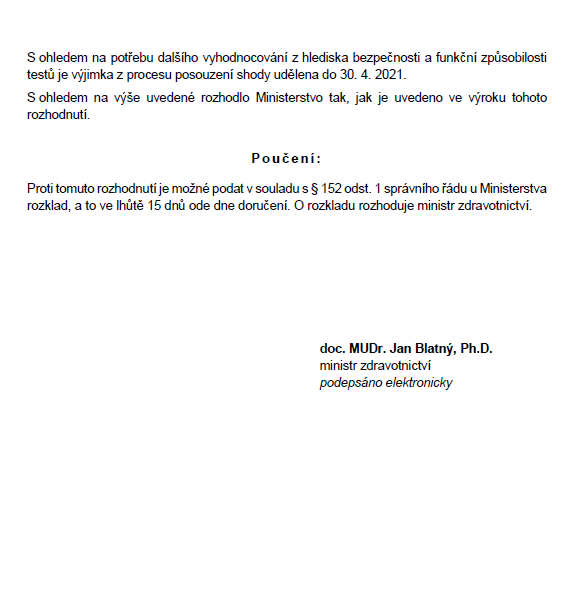 S ohledem na potřebu dalšího vyhodnocování z hlediska bezpečnosti a funkční způsobilosti
testů je výjimka z procesu posouzení shody udělena do 30. 4. 2021.
S ohledem na výše uvedené rozhodlo Ministerstvo tak, jak je uvedeno ve výroku tohoto
rozhodnutí.
Poučení:
Proti tomuto rozhodnutí je možné podat v souladu s § 152 odst. 1 správního řádu u Ministerstva
rozklad, a to ve lhůtě 15 dnů ode dne doručení. O rozkladu rozhoduje ministr zdravotnictví.
doc. MUDr. Jan Blatný, Ph.D.
ministr zdravotnictví
podepsáno elektronicky